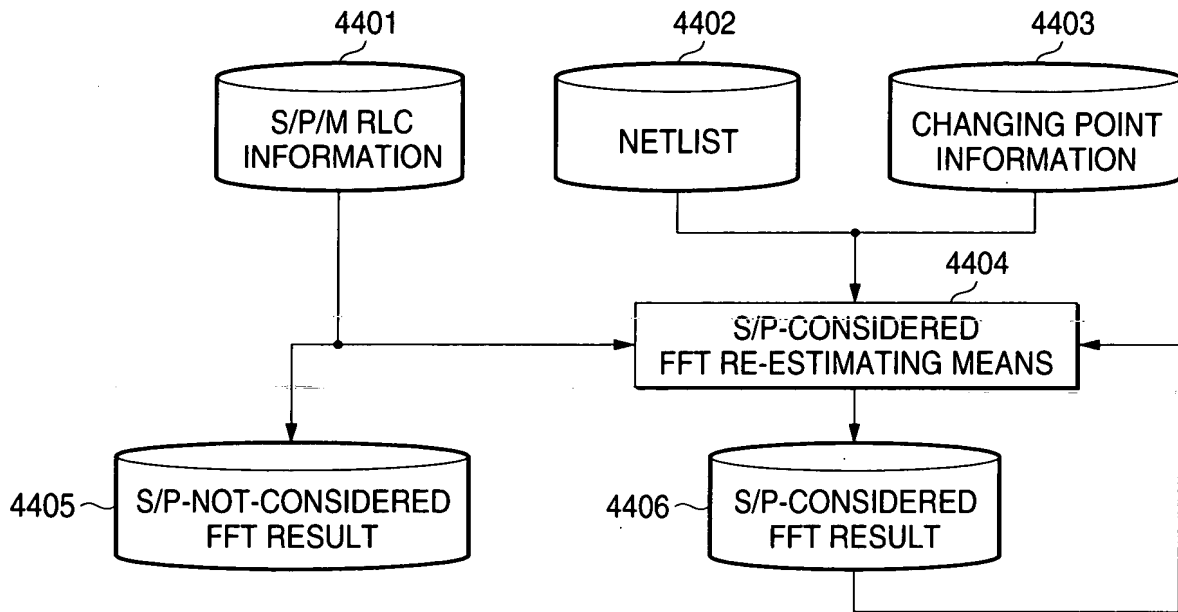 4401
4402
4403
S/P/M RLC
INFORMATION
NETLIST
CHANGING POINT
INFORMATION
4404
S/P-CONSIDERED
FFT RE-ESTIMATING MEANS
4405
S/P-NOT-CONSIDERED
FFT RESULT
4406
S/P-CONSIDERED
FFT RESULT